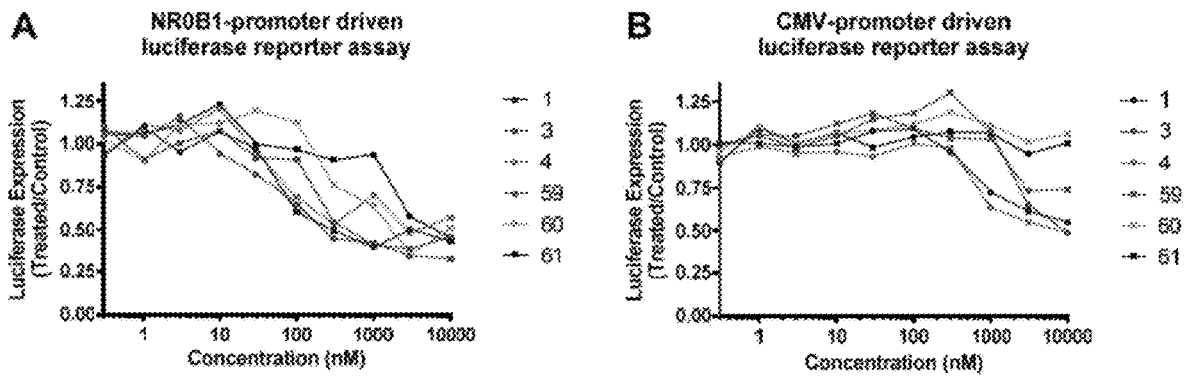 A
NR0B1-promoter driven
luciferase reporter assay
Luciferase Expression
(Treated/Control)
1.25
1.00
0.75
0.50
0.25
0.00
1
10
100
1000
10000
Concentration (nM)
1
3
4
59
60
61
B
CMV-promoter driven
luciferase reporter assay
Luciferase Expression
(Treated/Control)
1.25
1.00
0.75
0.50
0.25
0.00
1
10
100
1000
10000
Concentration (nM)
1
3
4
59
60
61